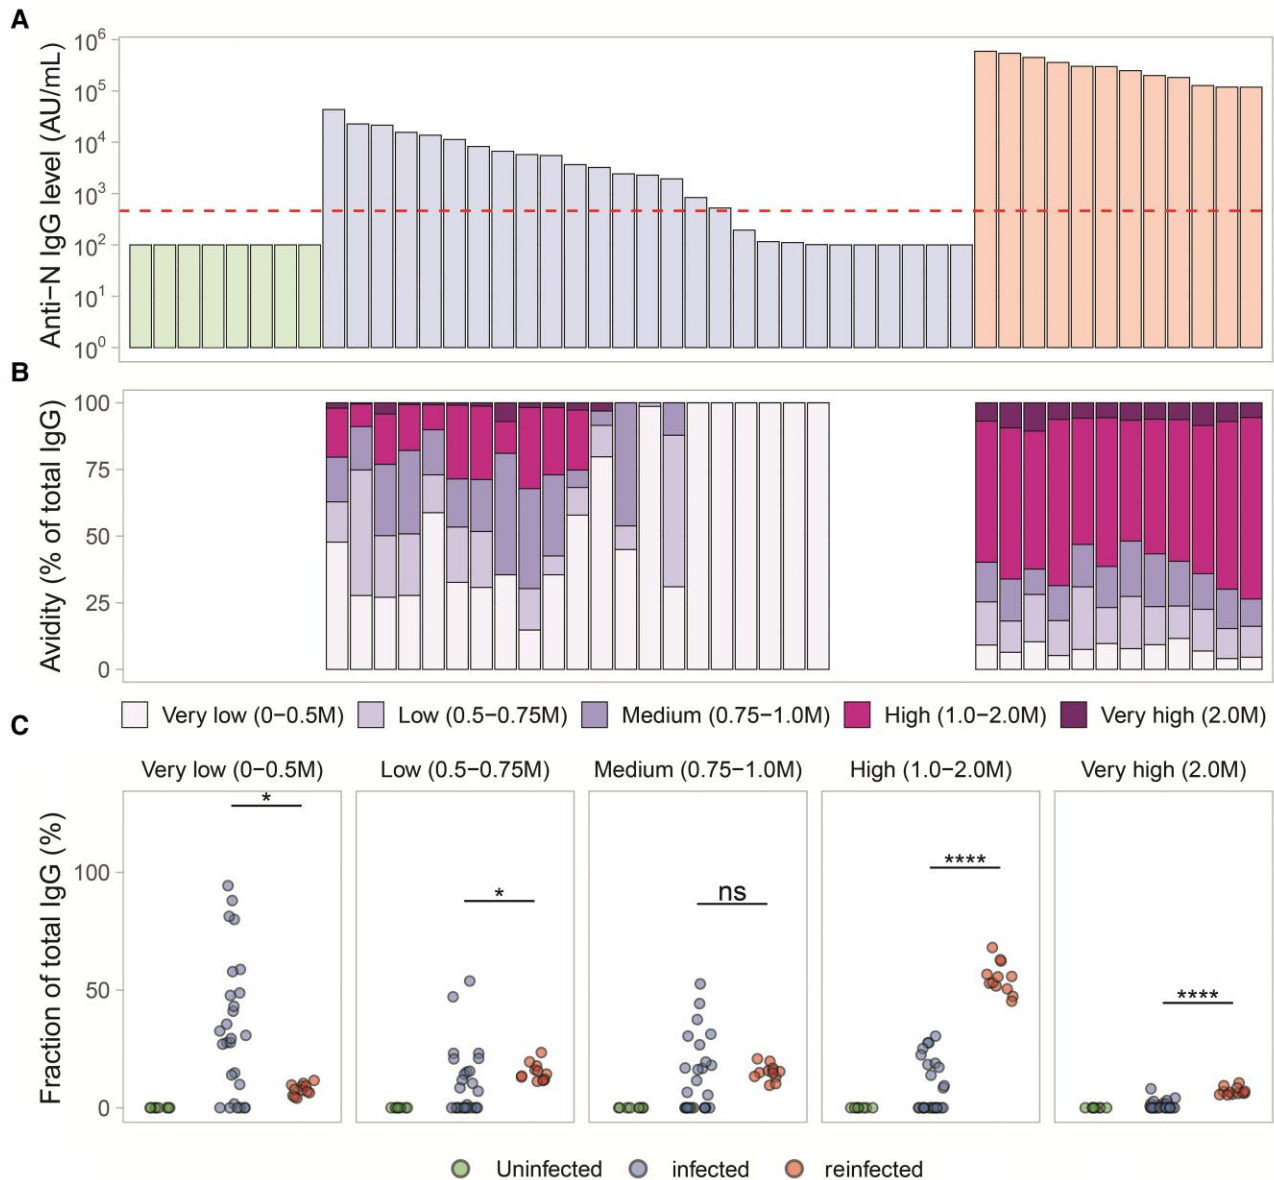 A
Anti−N IgG level (AU/mL)
10⁶
10⁵
10⁴
10³
10²
10¹
10⁰
B
Avidity (% of total IgG)
100
75
50
25
0
Very low (0−0.5M) Low (0.5−0.75M) Medium (0.75−1.0M) High (1.0−2.0M) Very high (2.0M)
C
Very low (0−0.5M) Low (0.5−0.75M) Medium (0.75−1.0M) High (1.0−2.0M) Very high (2.0M)
Fraction of total IgG (%)
100
50
0
* * ns **** ****
Uninfected infected reinfected